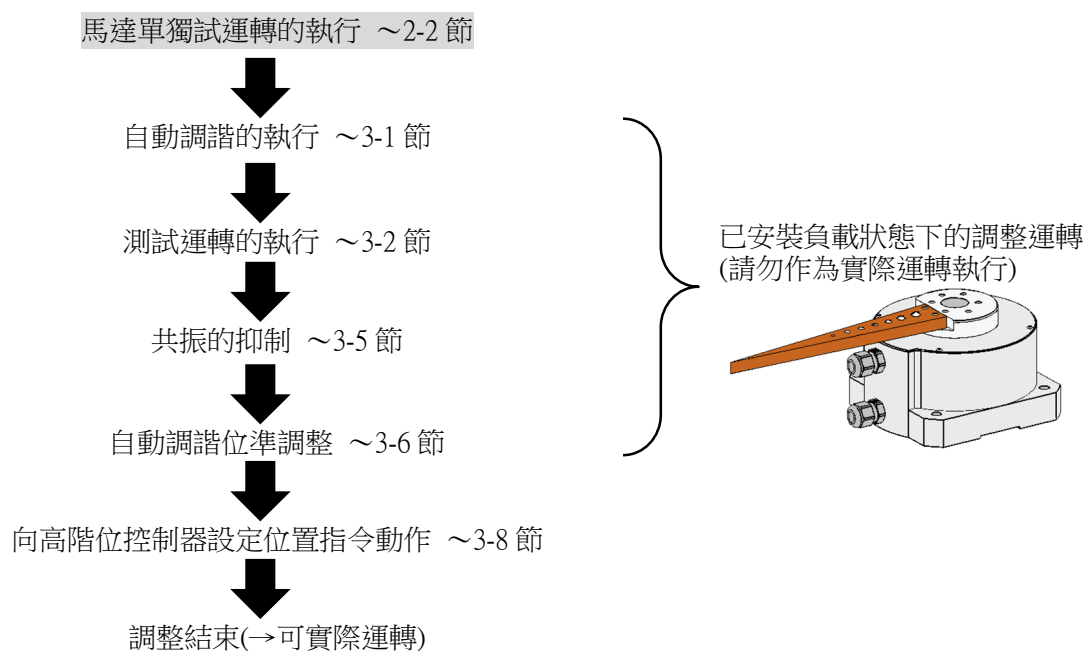 馬達單獨試運轉的執行 ～2-2 節
自動調諧的執行 ～3-1 節
測試運轉的執行 ～3-2 節
共振的抑制 ～3-5 節
自動調諧位準調整 ～3-6 節
向高階位控制器設定位置指令動作 ～3-8 節
調整結束(→可實際運轉)
已安裝負載狀態下的調整運轉
(請勿作為實際運轉執行)